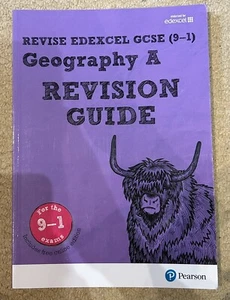 edexcel
REVISE EDEXCEL GCSE (9–1)
Geography A
REVISION
GUIDE
For the
9–1
exams
Pearson